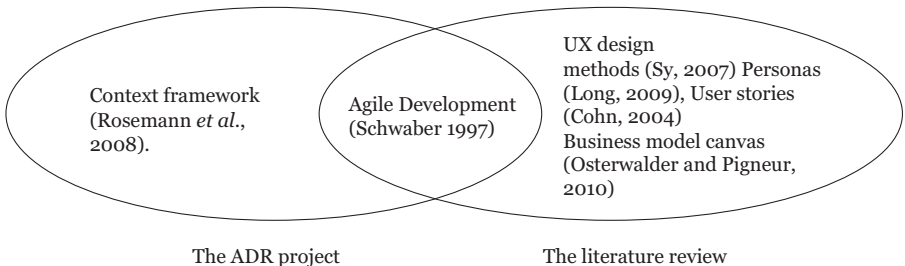 Context framework
(Rosemann et al.,
2008).
Agile Development
(Schwaber 1997)
UX design
methods (Sy, 2007) Personas
(Long, 2009), User stories
(Cohn, 2004)
Business model canvas
(Osterwalder and Pigneur,
2010)
The ADR project
The literature review